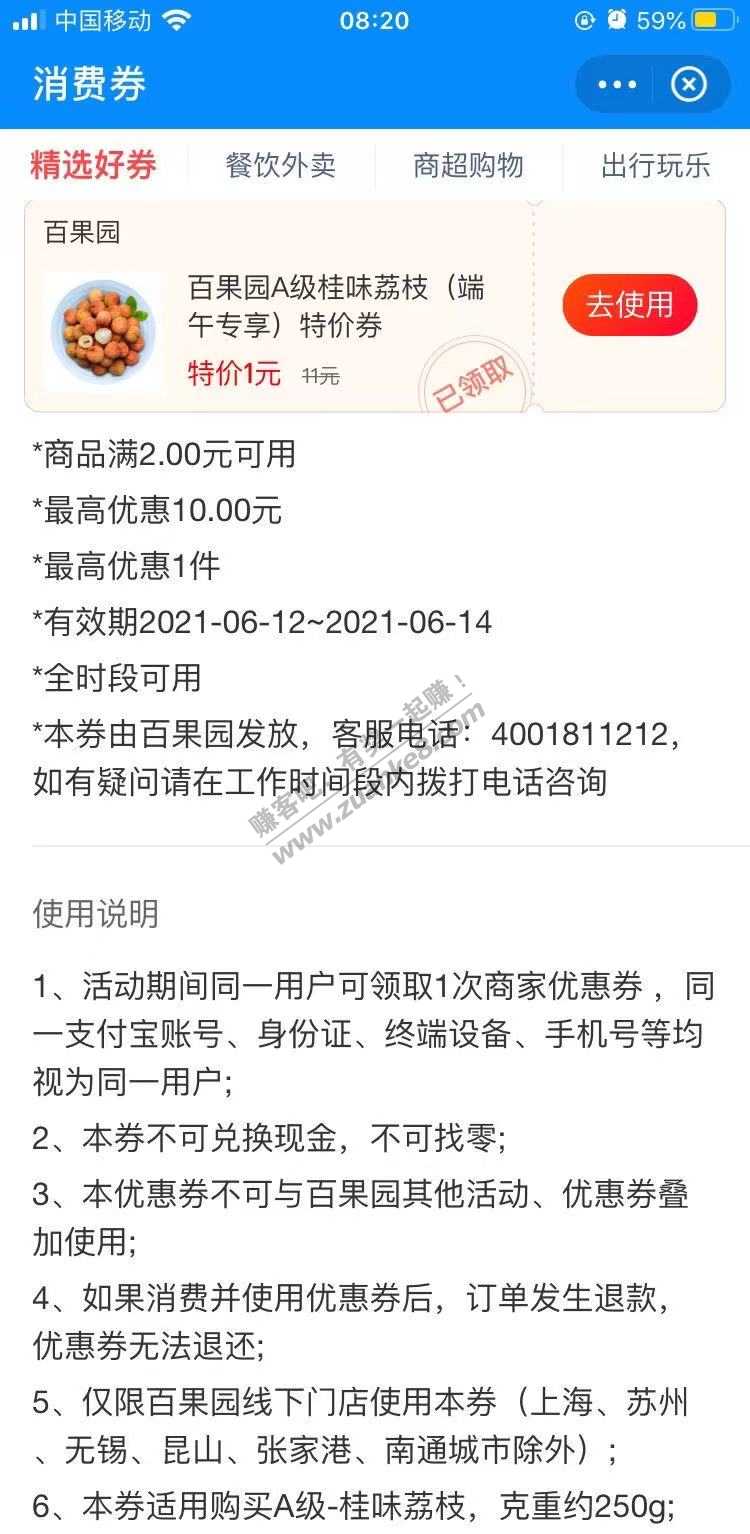 中国移动 08:20 59%
消费券
精选好券 餐饮外卖 商超购物 出行玩乐
百果园
百果园A级桂味荔枝（端
午专享）特价券
特价1元 11元
已领取
去使用
*商品满2.00元可用
*最高优惠10.00元
*最高优惠1件
*有效期2021-06-12~2021-06-14
*全时段可用
*本券由百果园发放，客服电话：4001811212，
如有疑问请在工作时间段内拨打电话咨询
赚客吧，有奖一起赚！
www.zuanke8.com
使用说明
1、活动期间同一用户可领取1次商家优惠券 ，同
一支付宝账号、身份证、终端设备、手机号等均
视为同一用户;
2、本券不可兑换现金，不可找零;
3、本优惠券不可与百果园其他活动、优惠券叠
加使用;
4、如果消费并使用优惠券后，订单发生退款，
优惠券无法退还;
5、仅限百果园线下门店使用本券（上海、苏州
、无锡、昆山、张家港、南通城市除外）;
6、本券适用购买A级-桂味荔枝，克重约250g;